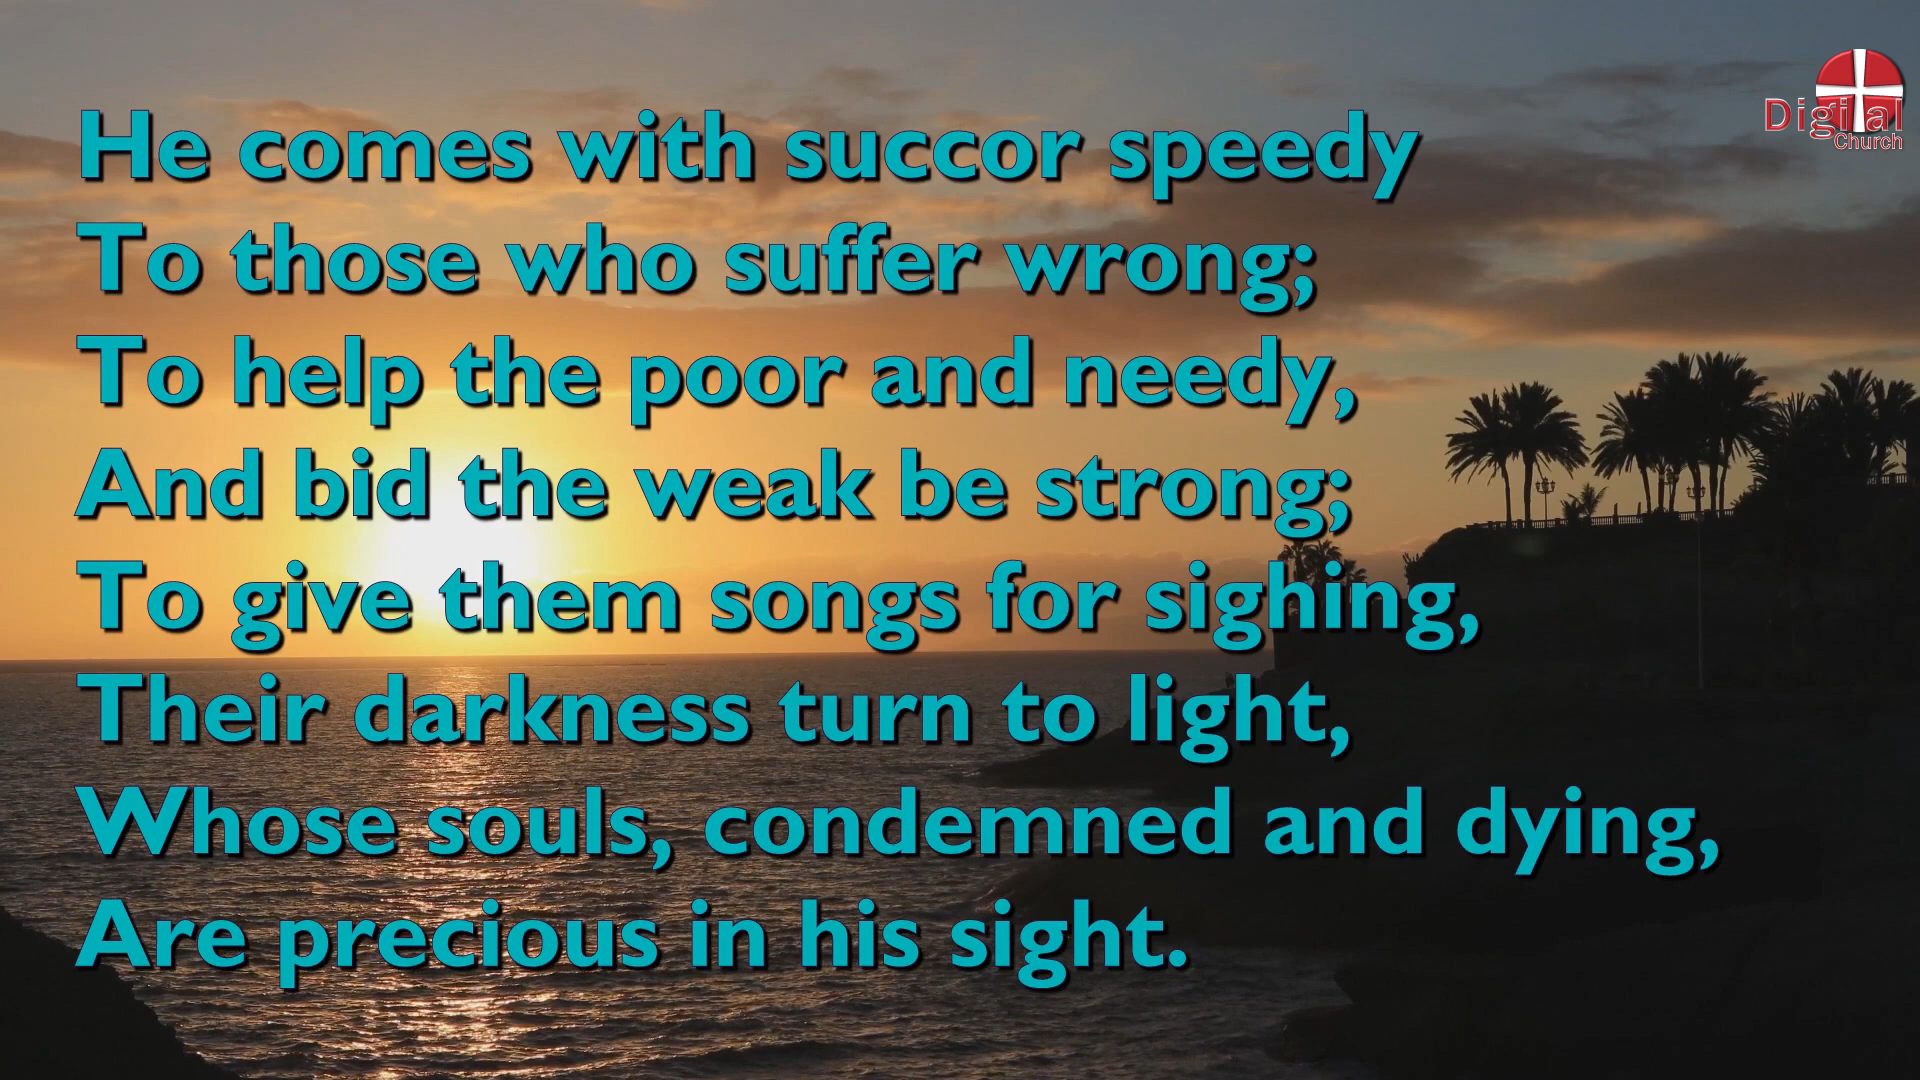 He comes with succor speedy
To those who suffer wrong;
To help the poor and needy,
And bid the weak be strong;
To give them songs for sighing,
Their darkness turn to light,
Whose souls, condemned and dying,
Are precious in his sight.
Digital
Church